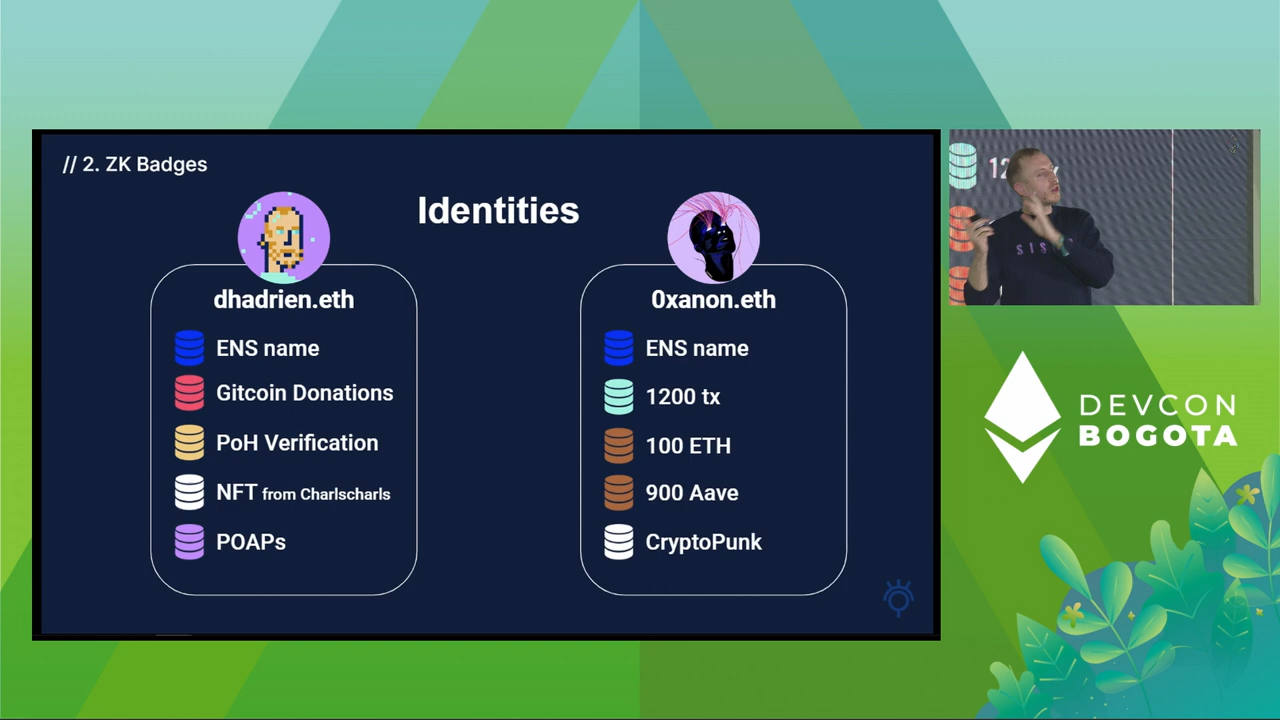 // 2. ZK Badges
Identities
dhadrien.eth
ENS name
Gitcoin Donations
PoH Verification
NFT from Charlscharls
POAPs
0xanon.eth
ENS name
1200 tx
100 ETH
900 Aave
CryptoPunk
DEVCON
BOGOTA